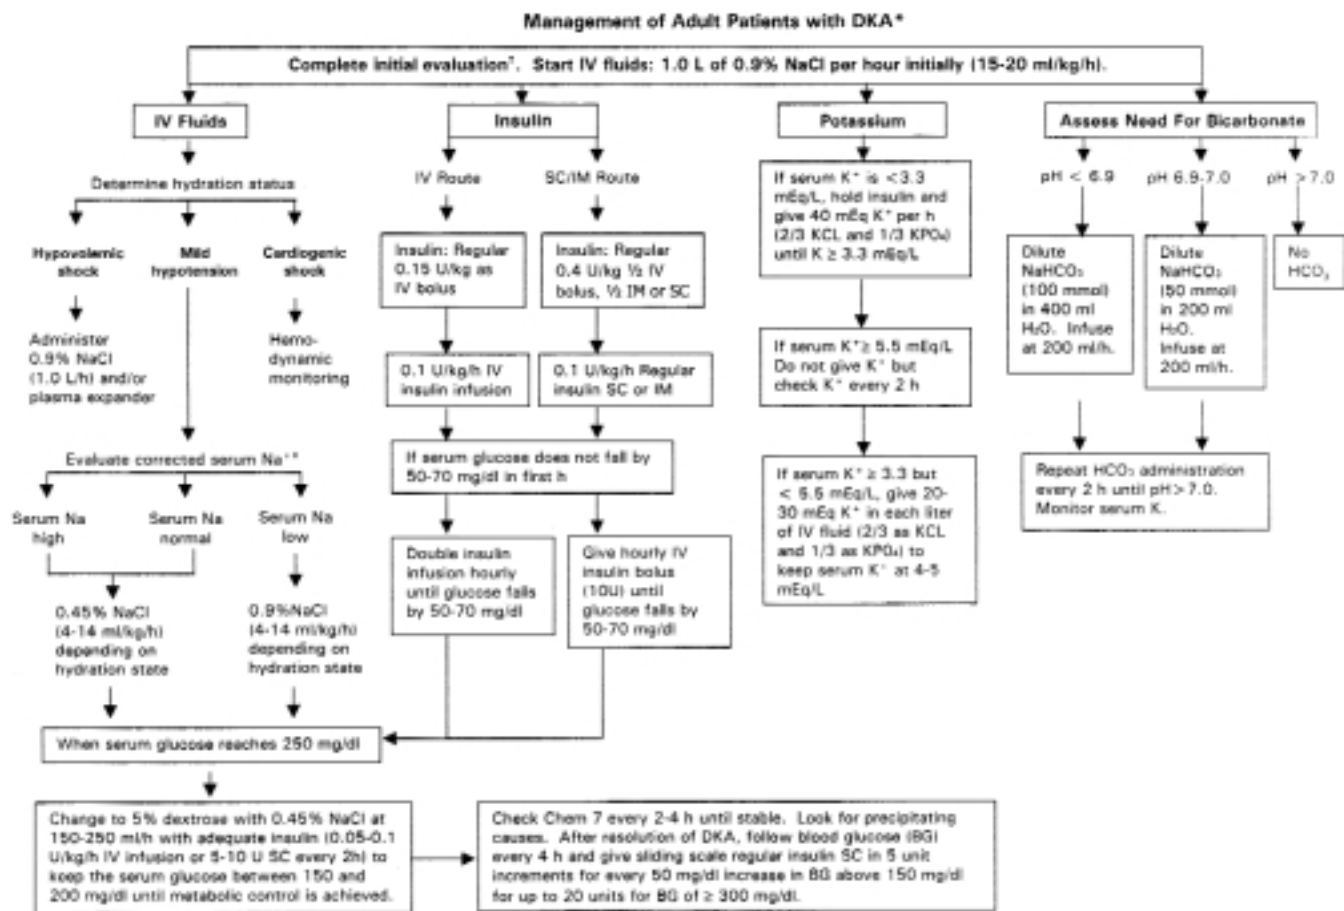 Management of Adult Patients with DKA*
Complete initial evaluation†. Start IV fluids: 1.0 L of 0.9% NaCl per hour initially (15-20 ml/kg/h).
IV Fluids
Determine hydration status
Hypovolemic
shock
Mild
hypotension
Cardiogenic
shock
Administer
0.9% NaCl
(1.0 L/h) and/or
plasma expander
Hemo-
dynamic
monitoring
Evaluate corrected serum Na⁺
Serum Na
high
Serum Na
normal
Serum Na
low
0.45% NaCl
(4-14 ml/kg/h)
depending on
hydration state
0.9%NaCl
(4-14 ml/kg/h)
depending on
hydration state
Insulin
IV Route
SC/IM Route
Insulin: Regular
0.15 U/kg as
IV bolus
Insulin: Regular
0.4 U/kg ½ IV
bolus, ½ IM or SC
0.1 U/kg/h IV
insulin infusion
0.1 U/kg/h Regular
insulin SC or IM
If serum glucose does not fall by
50-70 mg/dl in first h
Double insulin
infusion hourly
until glucose falls
by 50-70 mg/dl
Give hourly IV
insulin bolus
(10U) until
glucose falls by
50-70 mg/dl
Potassium
If serum K⁺ is <3.3
mEq/L, hold insulin and
give 40 mEq K⁺ per h
(2/3 KCL and 1/3 KPO₄)
until K ≥ 3.3 mEq/L
If serum K⁺≥ 5.5 mEq/L
Do not give K⁺ but
check K⁺ every 2 h
If serum K⁺ ≥ 3.3 but
< 5.5 mEq/L, give 20-
30 mEq K⁺ in each liter
of IV fluid (2/3 as KCL
and 1/3 as KPO₄) to
keep serum K⁺ at 4-5
mEq/L
Assess Need For Bicarbonate
pH < 6.9
pH 6.9-7.0
pH >7.0
Dilute
NaHCO₃
(100 mmol)
in 400 ml
H₂O. Infuse
at 200 ml/h.
Dilute
NaHCO₃
(50 mmol)
in 200 ml
H₂O.
Infuse at
200 ml/h.
No
HCO₃
Repeat HCO₃ administration
every 2 h until pH>7.0.
Monitor serum K.
When serum glucose reaches 250 mg/dl
Change to 5% dextrose with 0.45% NaCl at
150-250 ml/h with adequate insulin (0.05-0.1
U/kg/h IV infusion or 5-10 U SC every 2h) to
keep the serum glucose between 150 and
200 mg/dl until metabolic control is achieved.
Check Chem 7 every 2-4 h until stable. Look for precipitating
causes. After resolution of DKA, follow blood glucose (BG)
every 4 h and give sliding scale regular insulin SC in 5 unit
increments for every 50 mg/dl increase in BG above 150 mg/dl
for up to 20 units for BG of ≥ 300 mg/dl.